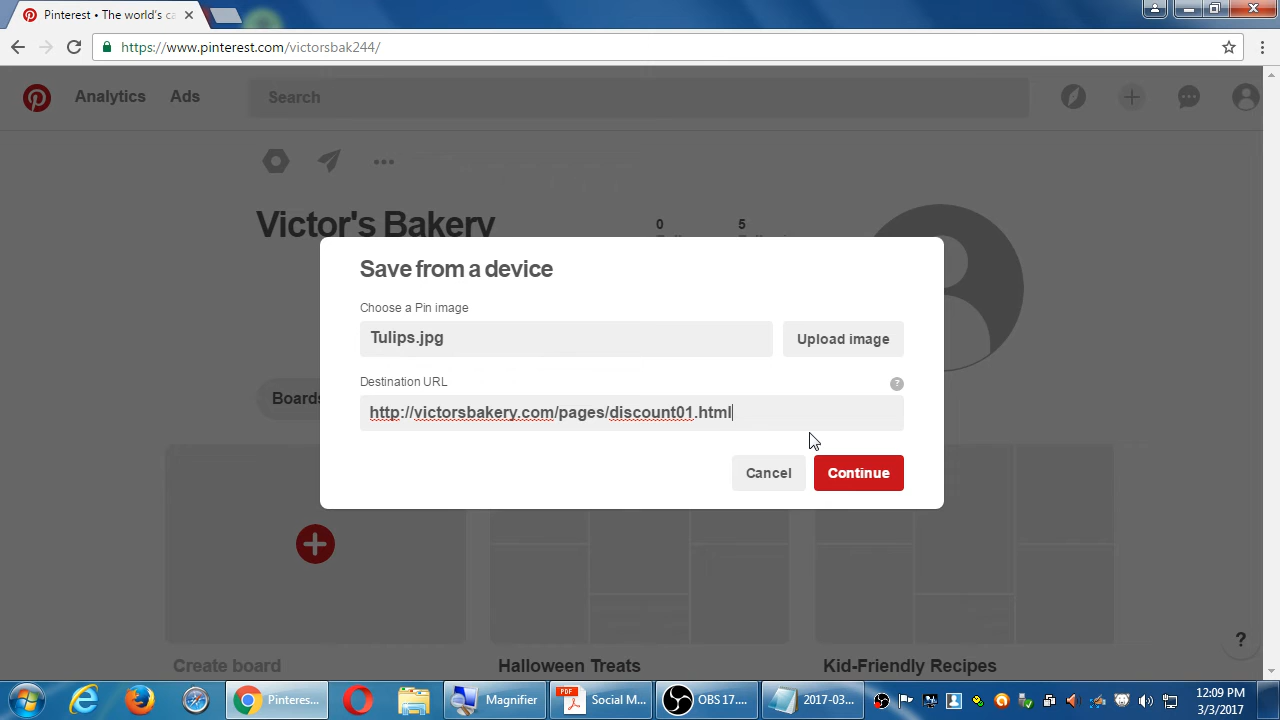 Pinterest • The world's ca
https://www.pinterest.com/victorsbak244/
Analytics
Ads
Search
Victor's Bakery
0
5
Save from a device
Choose a Pin image
Tulips.jpg
Upload image
Destination URL
?
http://victorsbakery.com/pages/discount01.html
Cancel
Continue
Boards
Create board
Halloween Treats
Kid-Friendly Recipes
?
Pinteres...
Magnifier
PDF
Social M...
OBS 17....
2017-03...
12:09 PM
3/3/2017